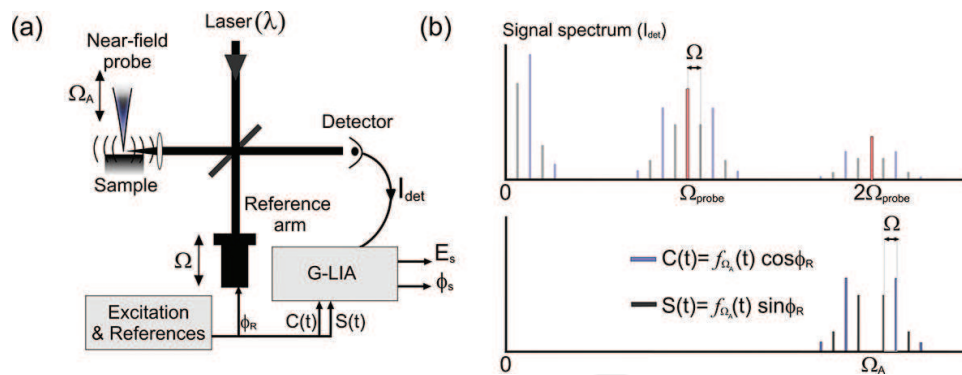 (a)
Laser(λ)
Near-field
probe
Ω_A
Sample
Detector
I_det
Reference
arm
Ω
G-LIA
E_s
ϕ_s
Excitation
& References
ϕ_R
C(t)
S(t)
(b)
Signal spectrum (I_det)
Ω
0
Ω_probe
2Ω_probe
Ω
C(t)= f_Ω_A(t) cosϕ_R
S(t)= f_Ω_A(t) sinϕ_R
0
Ω_A